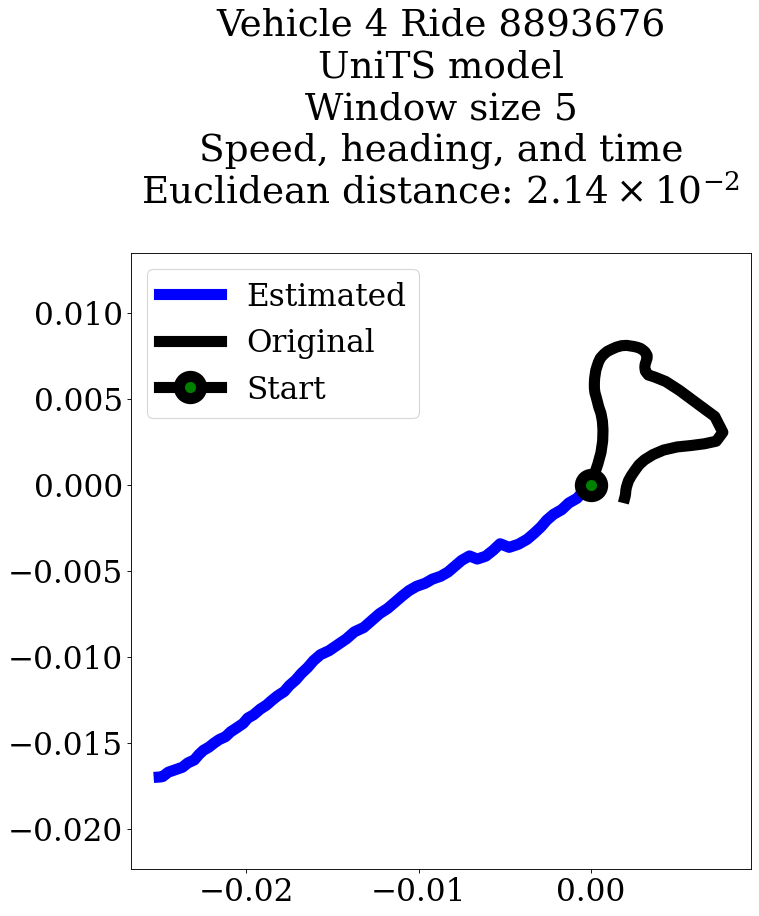 Vehicle 4 Ride 8893676
UniTS model
Window size 5
Speed, heading, and time
Euclidean distance: 2.14 × 10⁻²
Estimated
Original
Start
0.010
0.005
0.000
−0.005
−0.010
−0.015
−0.020
−0.02 −0.01 0.00